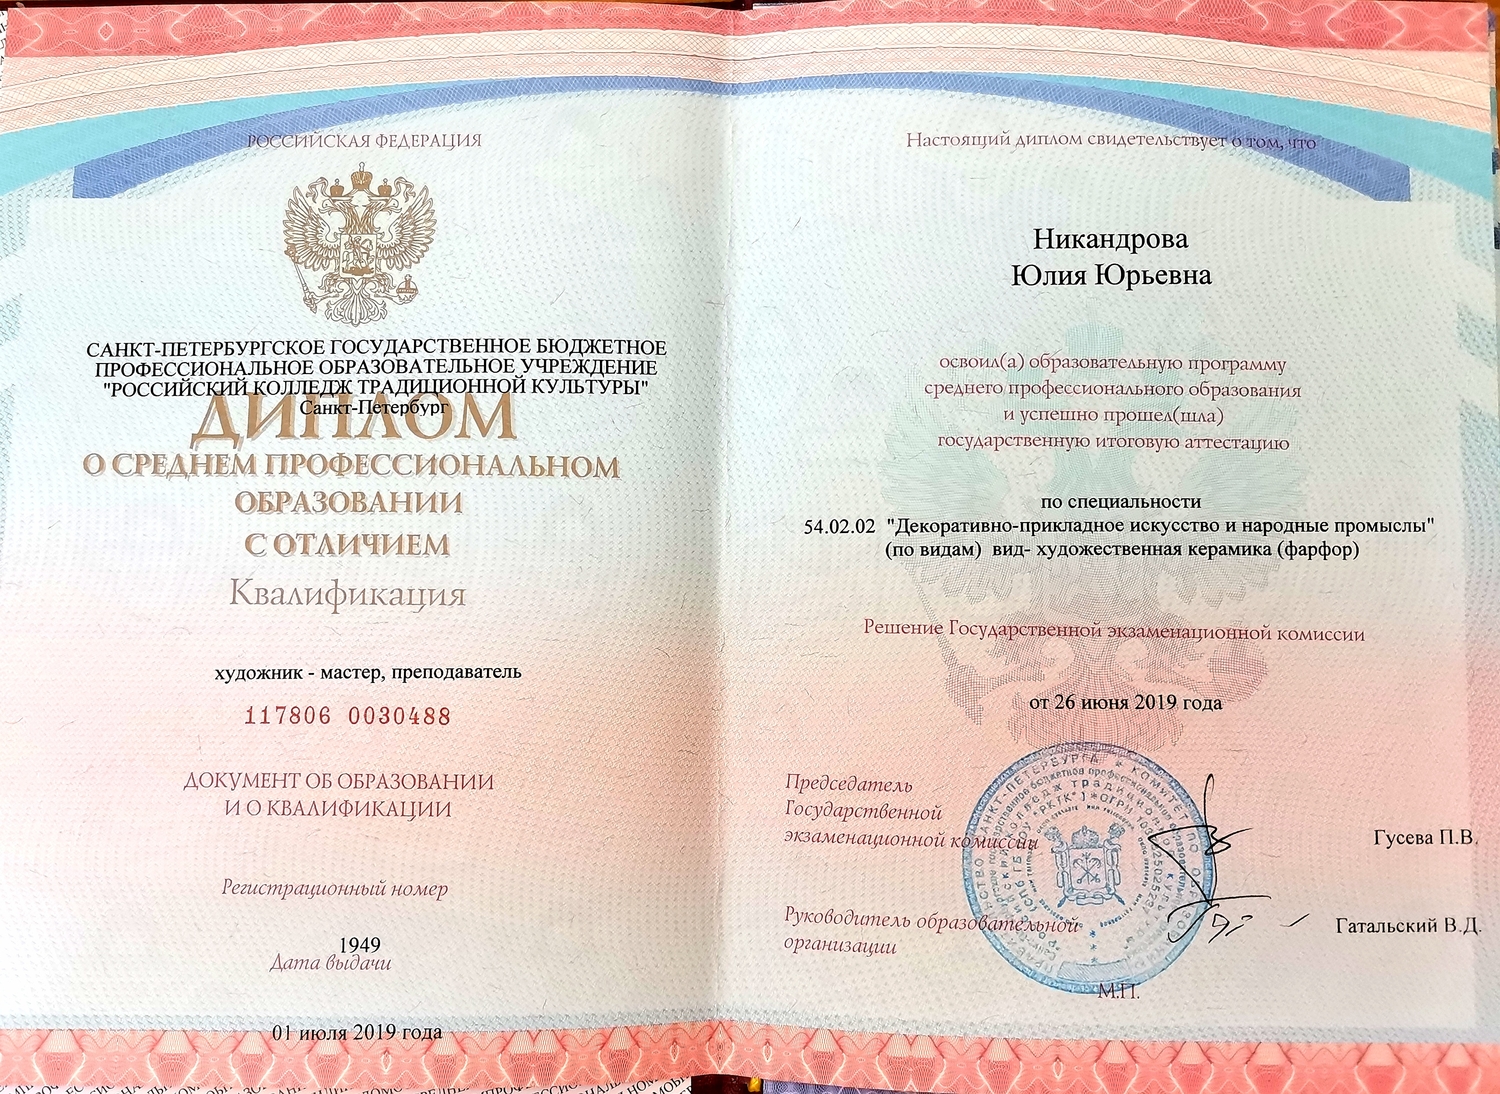 РОССИЙСКАЯ ФЕДЕРАЦИЯ
САНКТ-ПЕТЕРБУРГСКОЕ ГОСУДАРСТВЕННОЕ БЮДЖЕТНОЕ
ПРОФЕССИОНАЛЬНОЕ ОБРАЗОВАТЕЛЬНОЕ УЧРЕЖДЕНИЕ
"РОССИЙСКИЙ КОЛЛЕДЖ ТРАДИЦИОННОЙ КУЛЬТУРЫ"
Санкт-Петербург
ДИПЛОМ
О СРЕДНЕМ ПРОФЕССИОНАЛЬНОМ
ОБРАЗОВАНИИ
С ОТЛИЧИЕМ
Квалификация
художник - мастер, преподаватель
117806 0030488
ДОКУМЕНТ ОБ ОБРАЗОВАНИИ
И О КВАЛИФИКАЦИИ
Регистрационный номер
1949
Дата выдачи
01 июля 2019 года
Настоящий диплом свидетельствует о том, что
Никандрова
Юлия Юрьевна
освоил(а) образовательную программу
среднего профессионального образования
и успешно прошел(шла)
государственную итоговую аттестацию
по специальности
54.02.02 "Декоративно-прикладное искусство и народные промыслы"
(по видам) вид- художественная керамика (фарфор)
Решение Государственной экзаменационной комиссии
от 26 июня 2019 года
Председатель
Государственной
экзаменационной комиссии
Гусева П.В.
Руководитель образовательной
организации
Гатальский В.Д.
М.П.